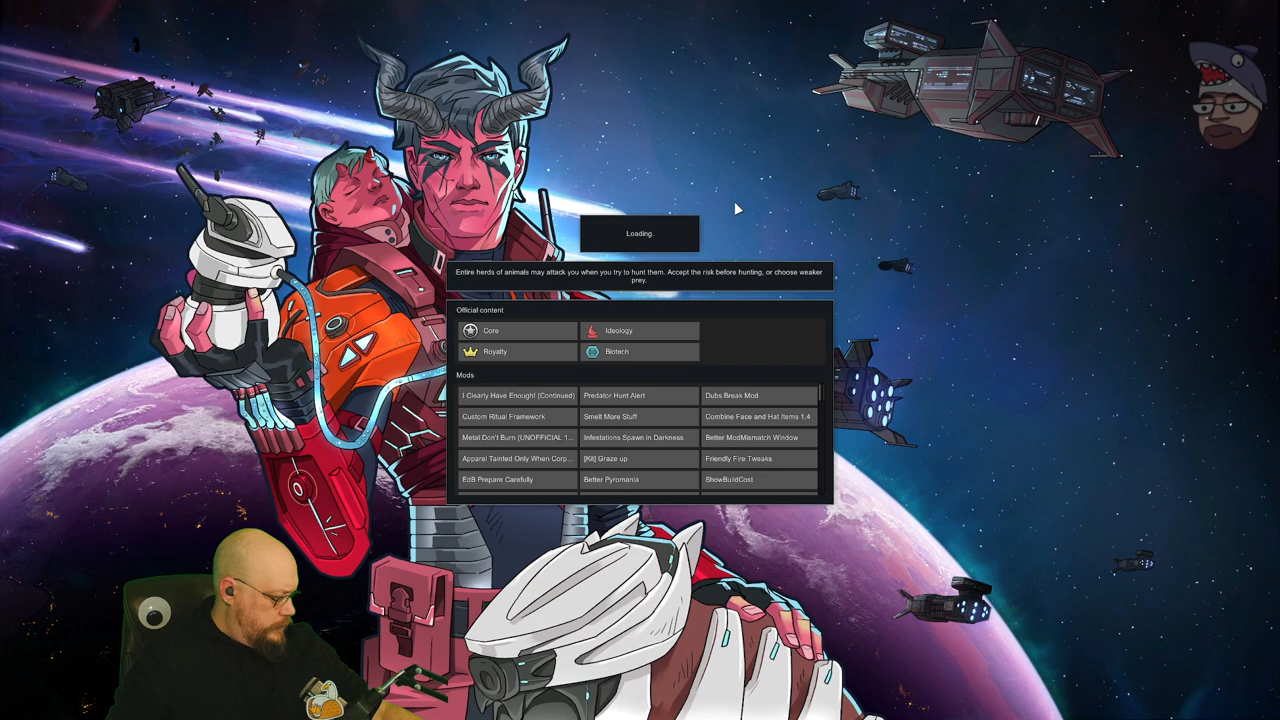 Loading.
Entire herds of animals may attack you when you try to hunt them. Accept the risk before hunting, or choose weaker
prey.
Official content
Core
Ideology
Royalty
Biotech
Mods
I Clearly Have Enough! (Continued)
Predator Hunt Alert
Dubs Break Mod
Custom Ritual Framework
Smelt More Stuff
Combine Face and Hat Items 1.4
Metal Don't Burn (UNOFFICIAL 1...
Infestations Spawn in Darkness
Better ModMismatch Window
Apparel Tainted Only When Corp...
[Kit] Graze up
Friendly Fire Tweaks
EdB Prepare Carefully
Better Pyromania
ShowBuildCost